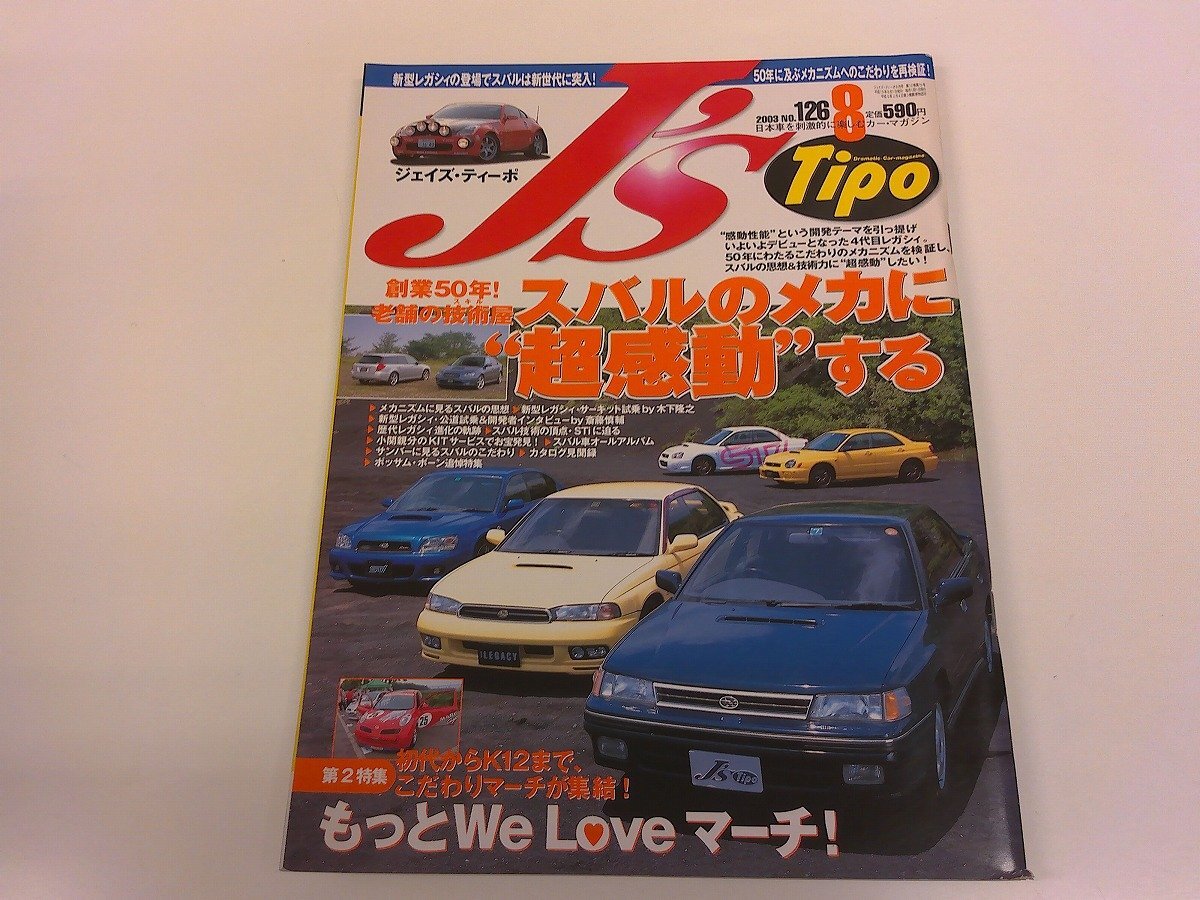 新型レガシィの登場でスバルは新世代に突入!
50年に及ぶメカニズムへのこだわりを再検証!
J's
ジェイズ・ティーポ
2003 NO.126 8 定価590円
日本車を刺激的に楽しむカー・マガジン
Dramatic Car-magazine
Tipo
“感動性能”という開発テーマを引っ提げ
いよいよデビューとなった4代目レガシィ。
50年にわたるこだわりのメカニズムを検証し、
スバルの思想&技術力に“超感動”したい!
創業50年!
スキル
老舗の技術屋
スバルのメカに
“超感動”する
▶メカニズムに見るスバルの思想 ▶新型レガシィ・サーキット試乗by木下隆之
▶新型レガシィ・公道試乗&開発者インタビューby斎藤慎輔
▶歴代レガシィ進化の軌跡 ▶スバル技術の頂点・STiに迫る
▶小関親分のKITサービスでお宝発見! ▶スバル車オールアルバム
▶サンバーに見るスバルのこだわり ▶カタログ見聞録
▶ポッサム・ボーン追悼特集
STi
LEGACY
J's Tipo
第2特集
初代からK12まで、
こだわりマーチが集結!
もっとWe L♥ve マーチ!